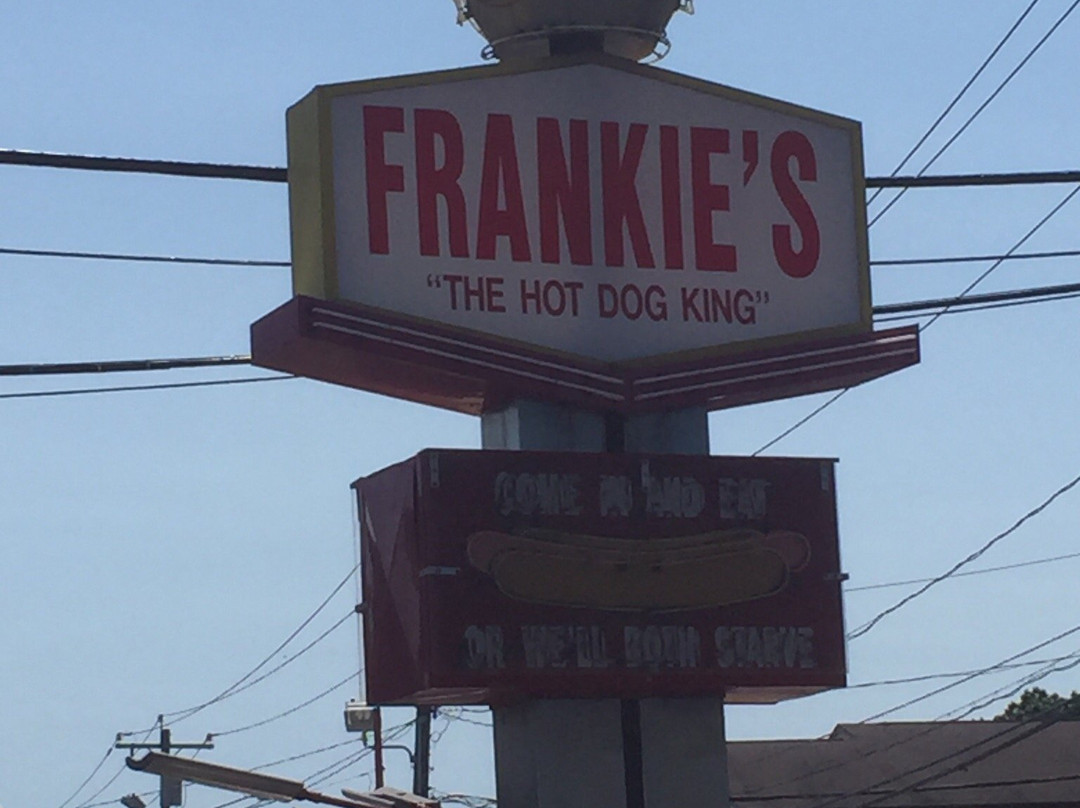 FRANKIE'S
"THE HOT DOG KING"
COME IN AND EAT
OR WE'LL BOTH STARVE